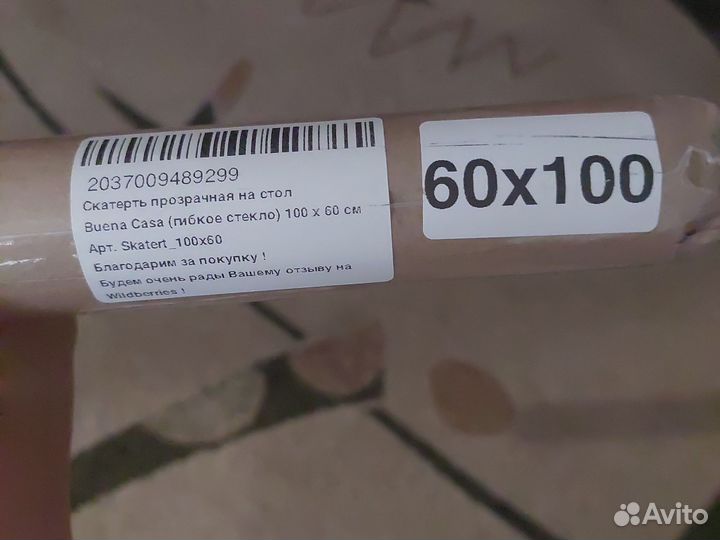 2037009489299
Скатерть прозрачная на стол
Buena Casa (гибкое стекло) 100 x 60 см
Арт. Skatert_100x60
Благодарим за покупку !
Будем очень рады Вашему отзыву на
Wildberries !
60x100
Avito